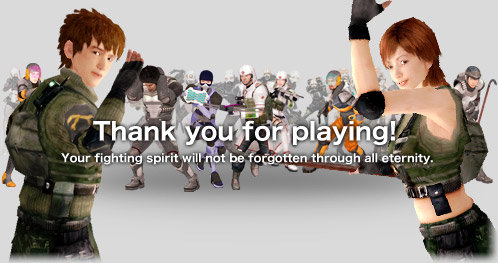 Thank you for playing!
Your fighting spirit will not be forgotten through all eternity.